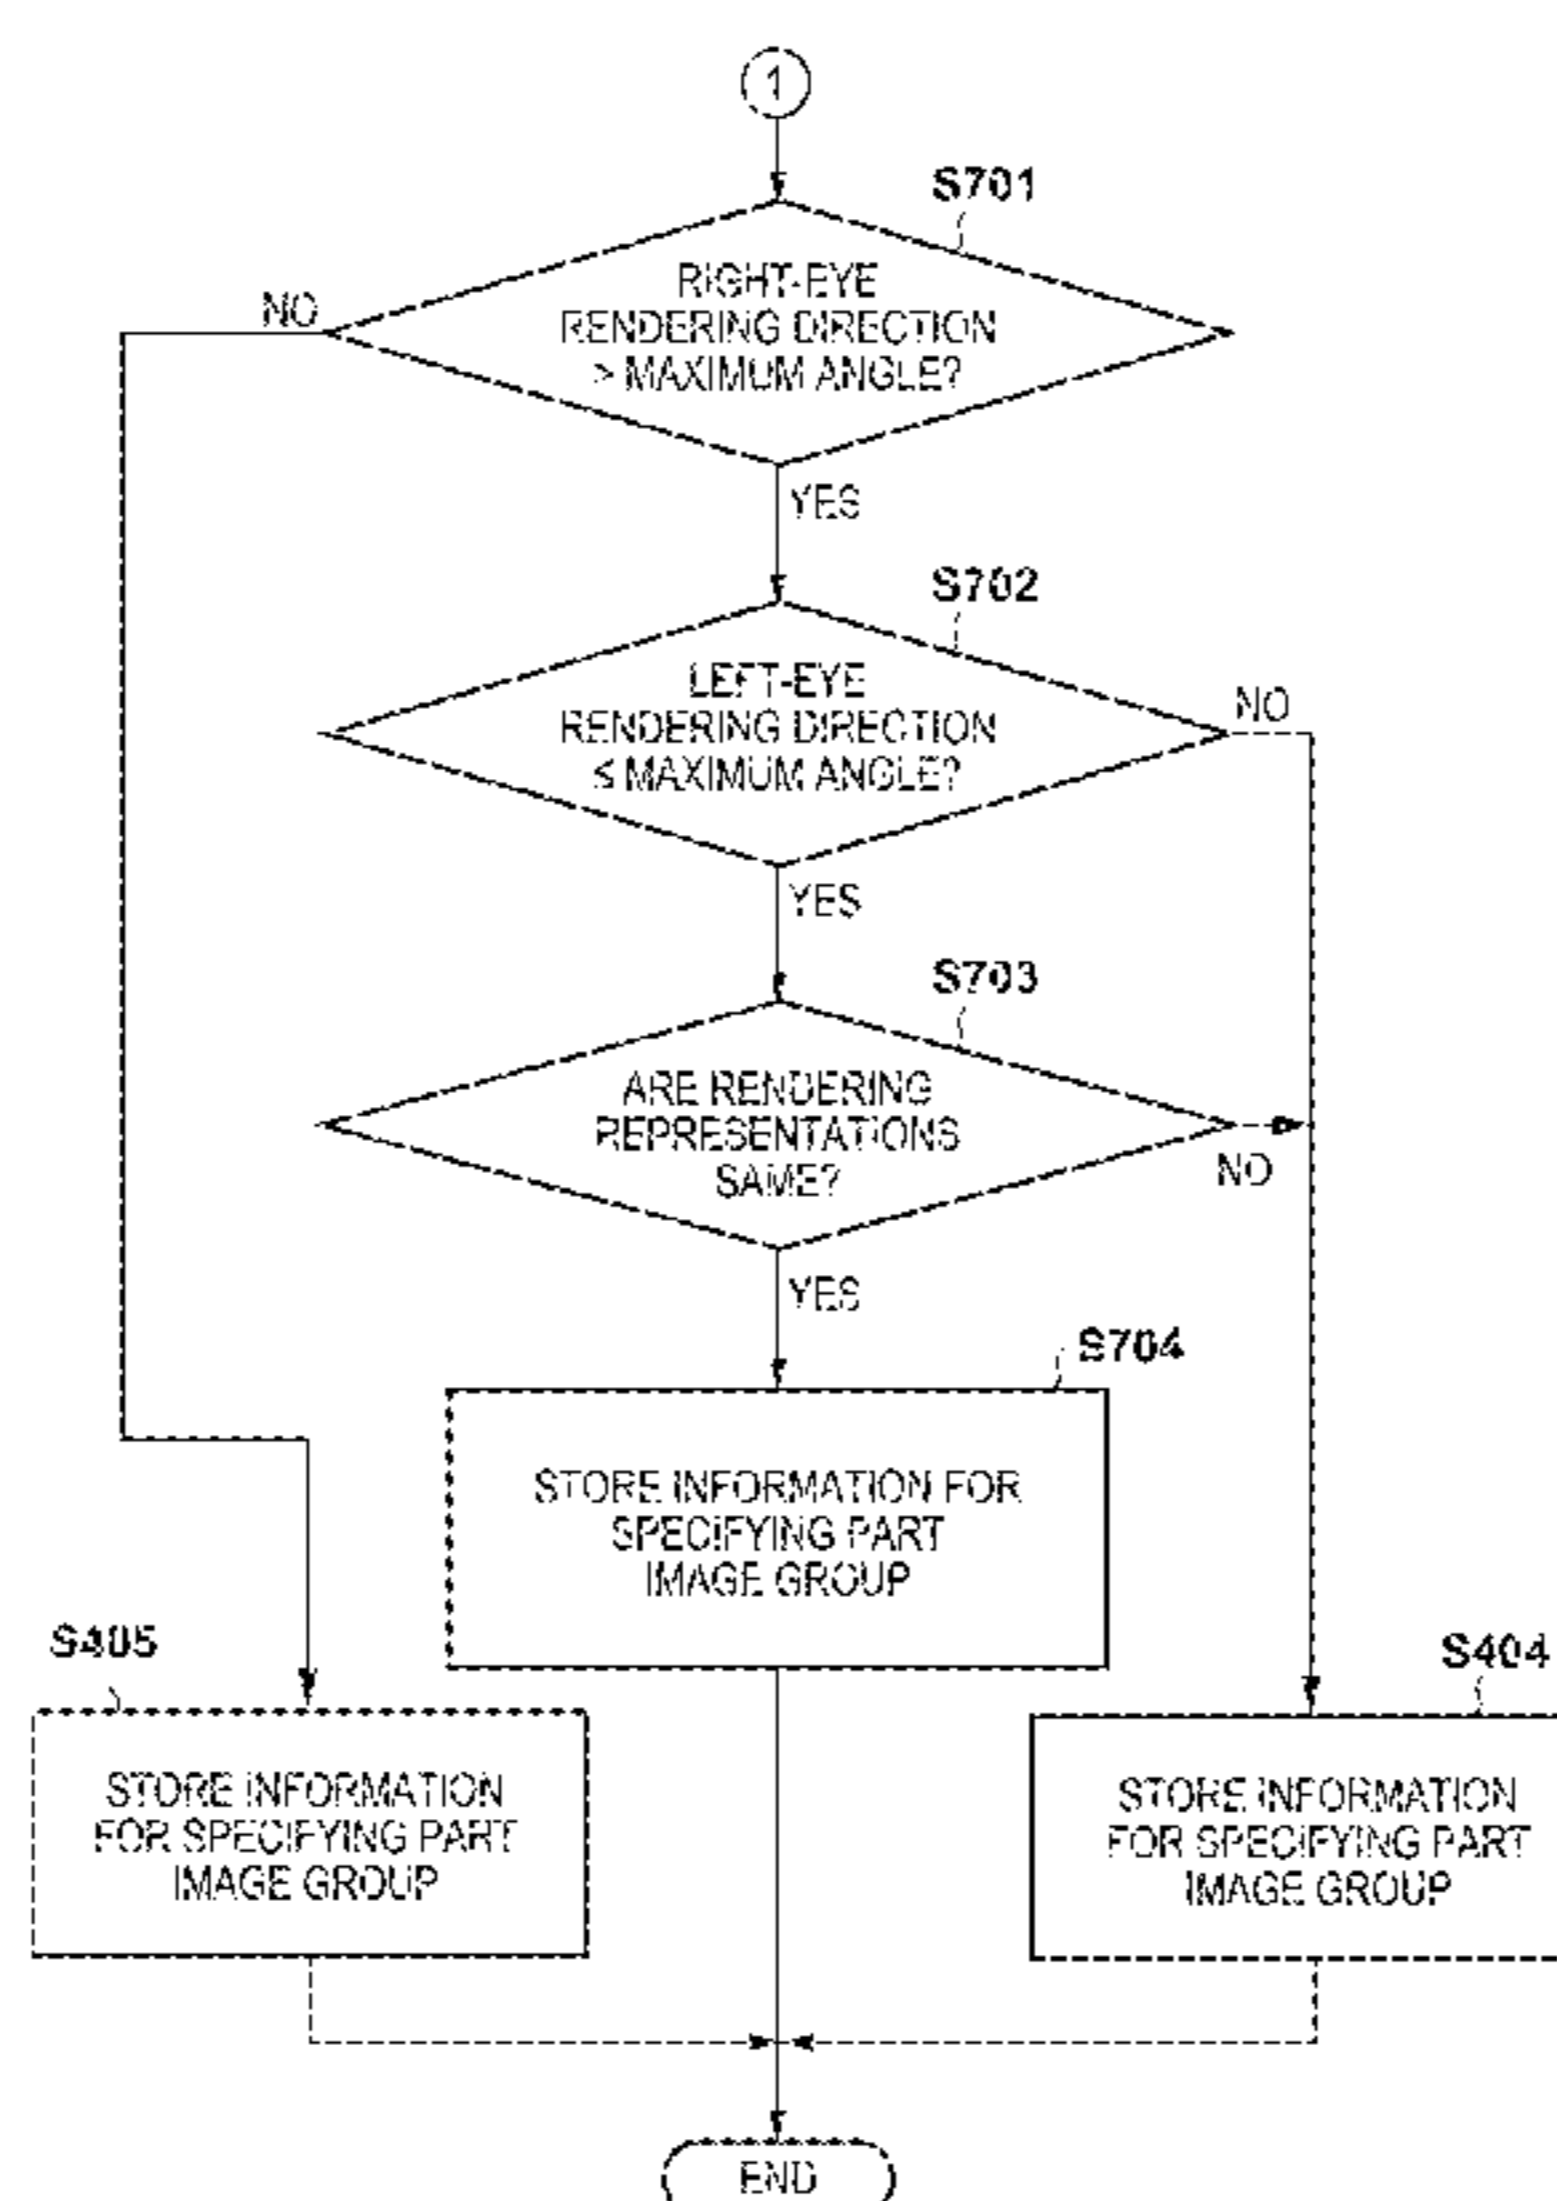 1
S701
RIGHT-EYE
RENDERING DIRECTION
> MAXIMUM ANGLE?
NO
YES
S702
LEFT-EYE
RENDERING DIRECTION
≤ MAXIMUM ANGLE?
NO
YES
S703
ARE RENDERING
REPRESENTATIONS
SAME?
NO
YES
S704
STORE INFORMATION FOR
SPECIFYING PART
IMAGE GROUP
S405
STORE INFORMATION
FOR SPECIFYING PART
IMAGE GROUP
S404
STORE INFORMATION
FOR SPECIFYING PART
IMAGE GROUP
END